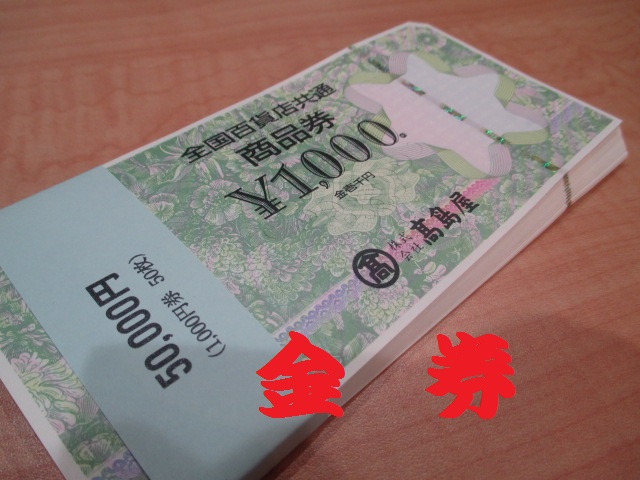 全国百貨店共通
商品券
¥1,000.
金壱千円
株式
会社
髙島屋
髙
50,000円
(1,000円券 50枚)
金券